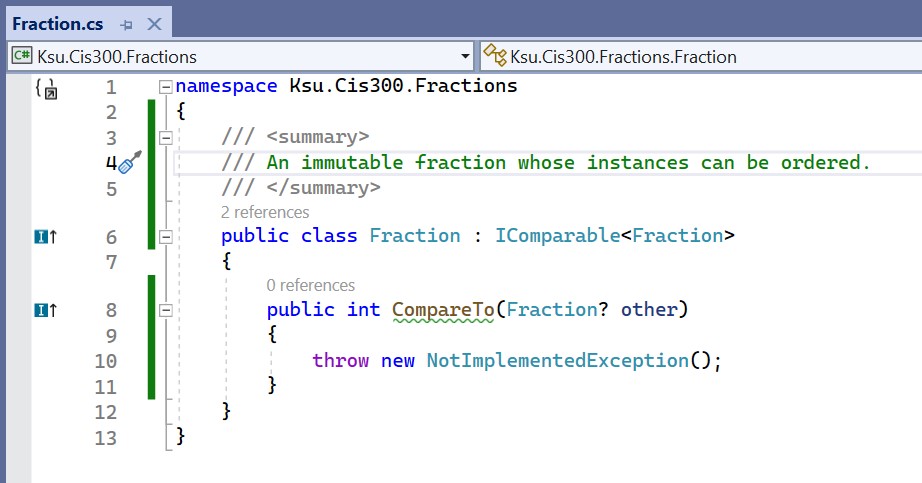 Fraction.cs
Ksu.Cis300.Fractions Ksu.Cis300.Fractions.Fraction
1 namespace Ksu.Cis300.Fractions
2 {
3 /// <summary>
4 /// An immutable fraction whose instances can be ordered.
5 /// </summary>
2 references
6 public class Fraction : IComparable<Fraction>
7 {
0 references
8 public int CompareTo(Fraction? other)
9 {
10 throw new NotImplementedException();
11 }
12 }
13 }